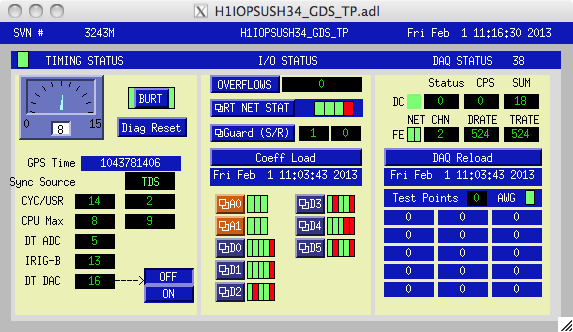 H1IOPSUSH34_GDS_TP.adl
SVN # 3243M H1IOPSUSH34_GDS_TP Fri Feb 1 11:16:30 2013
TIMING STATUS I/O STATUS DAQ STATUS 38
8
0 15
BURT
Diag Reset
GPS Time 1043781406
Sync Source TDS
CYC/USR 14 2
CPU Max 8 9
DT ADC 5
IRIG-B 13
DT DAC 16
OFF
ON
OVERFLOWS 0
RT NET STAT
Guard (S/R) 1 0
Coeff Load
Fri Feb 1 11:03:43 2013
A0 D3
A1 D4
D0 D5
D1
D2
Status CPS SUM
DC 0 0 18
NET CHN DRATE TRATE
FE 2 524 524
DAQ Reload
Fri Feb 1 11:03:43 2013
Test Points 0 AWG
0 0 0
0 0 0
0 0 0
0 0 0
0 0 0